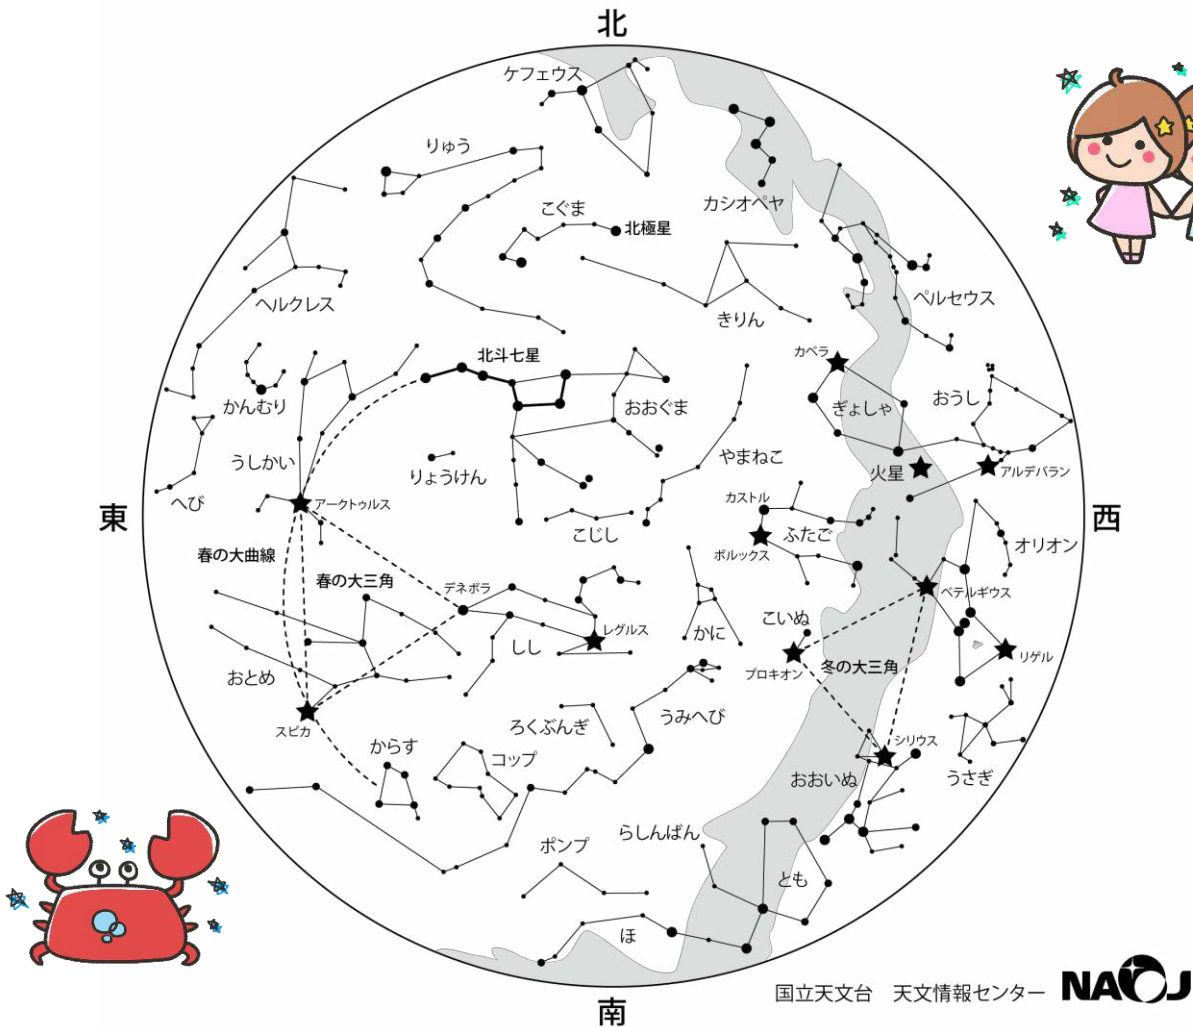 北
ケフェウス
りゅう
こぐま
北極星
カシオペヤ
ヘルクレス
きりん
ペルセウス
カペラ
北斗七星
かんむり
おおぐま
ぎょしゃ
おうし
うしかい
りょうけん
やまねこ
火星
アルデバラン
へび
アークトゥルス
カストル
東
西
こじし
ふたご
オリオン
春の大曲線
ポルックス
春の大三角
デネボラ
ベテルギウス
しし
レグルス
かに
こいぬ
リゲル
おとめ
プロキオン
冬の大三角
スピカ
ろくぶんぎ
うみへび
からす
コップ
シリウス
おおいぬ
うさぎ
ポンプ
らしんばん
とも
ほ
南
国立天文台 天文情報センター
NAOJ